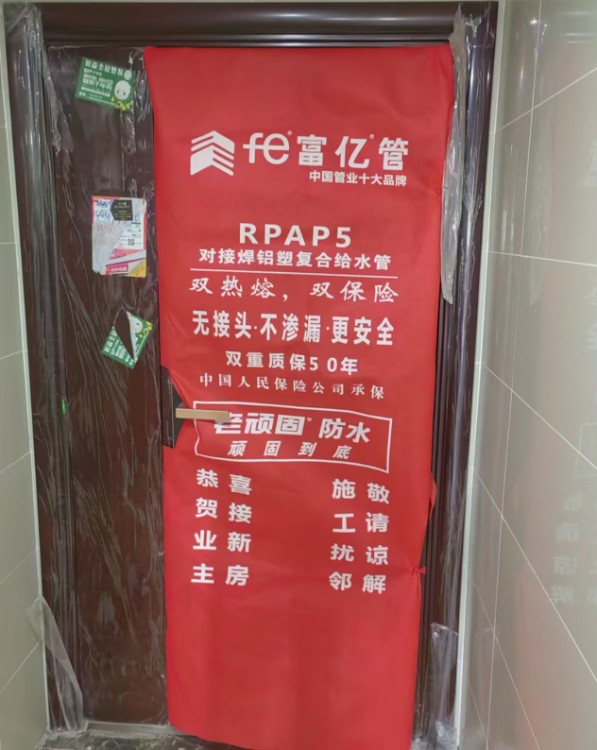 fe®富亿®管
中国管业十大品牌
RPAP5
对接焊铝塑复合给水管
双热熔，双保险
无接头·不渗漏·更安全
双重质保50年
中国人民保险公司承保
老顽固®防水
顽固到底
恭喜
贺接
业新
主房
施敬
工请
扰谅
邻解